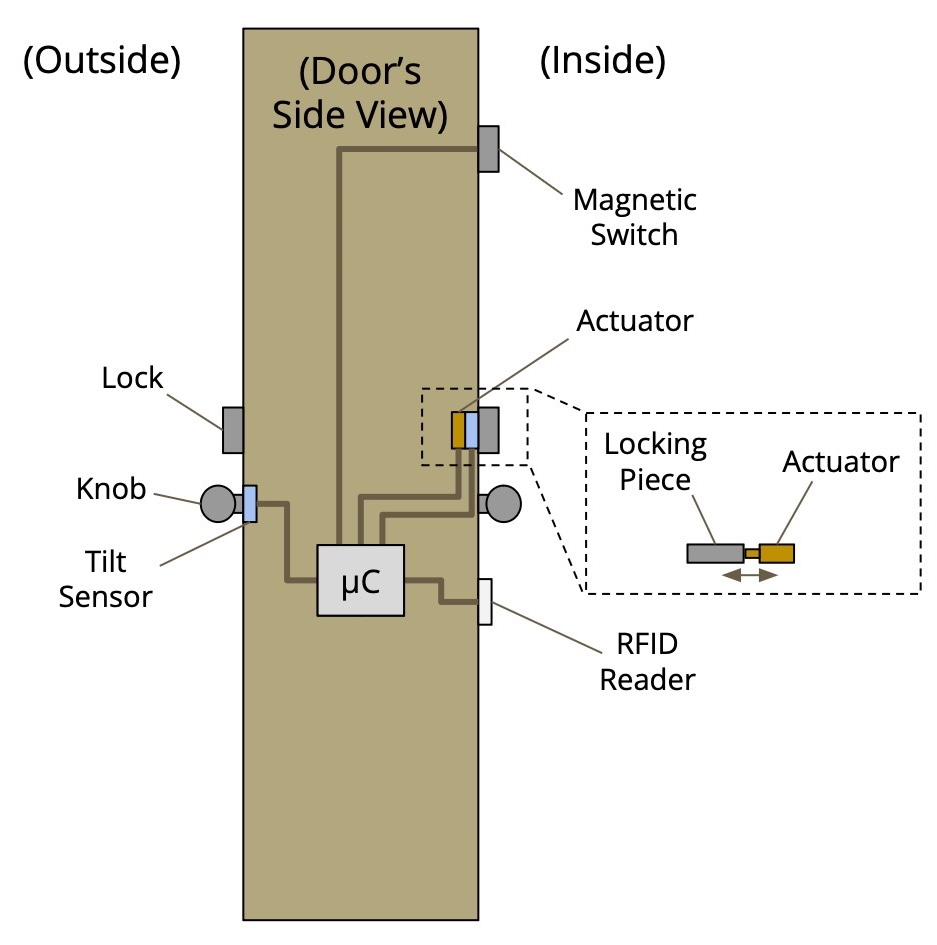 (Outside)
(Door's
Side View)
(Inside)
Magnetic
Switch
Actuator
Lock
Locking
Piece
Actuator
Knob
Tilt
Sensor
µC
RFID
Reader